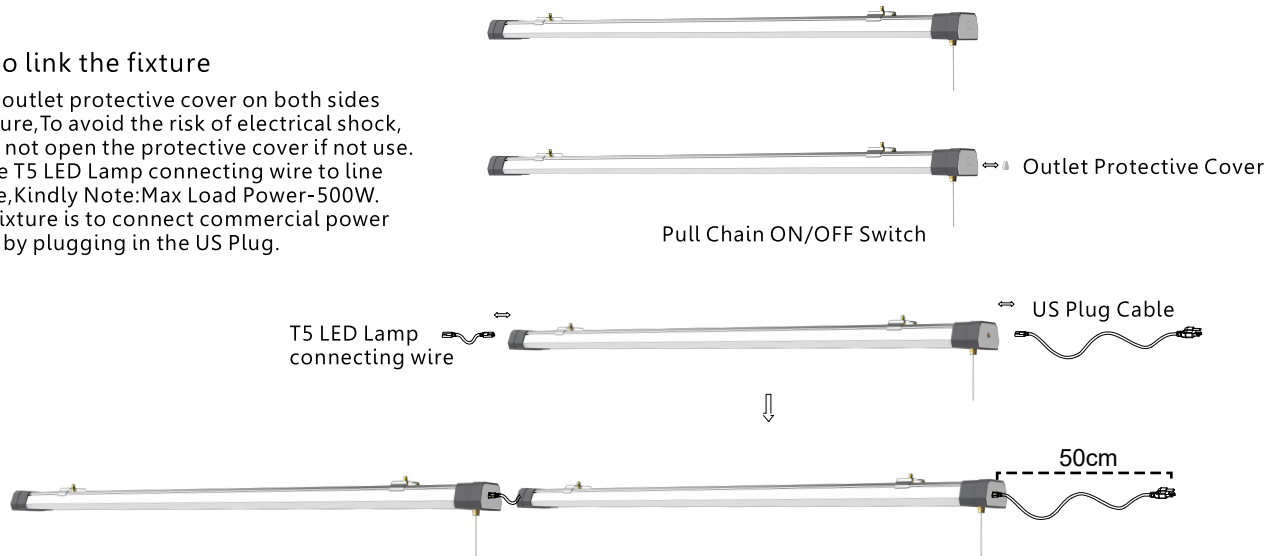 o link the fixture
outlet protective cover on both sides
ure,To avoid the risk of electrical shock,
not open the protective cover if not use.
e T5 LED Lamp connecting wire to line
e,Kindly Note:Max Load Power-500W.
ixture is to connect commercial power
by plugging in the US Plug.
Outlet Protective Cover
Pull Chain ON/OFF Switch
T5 LED Lamp
connecting wire
US Plug Cable
50cm